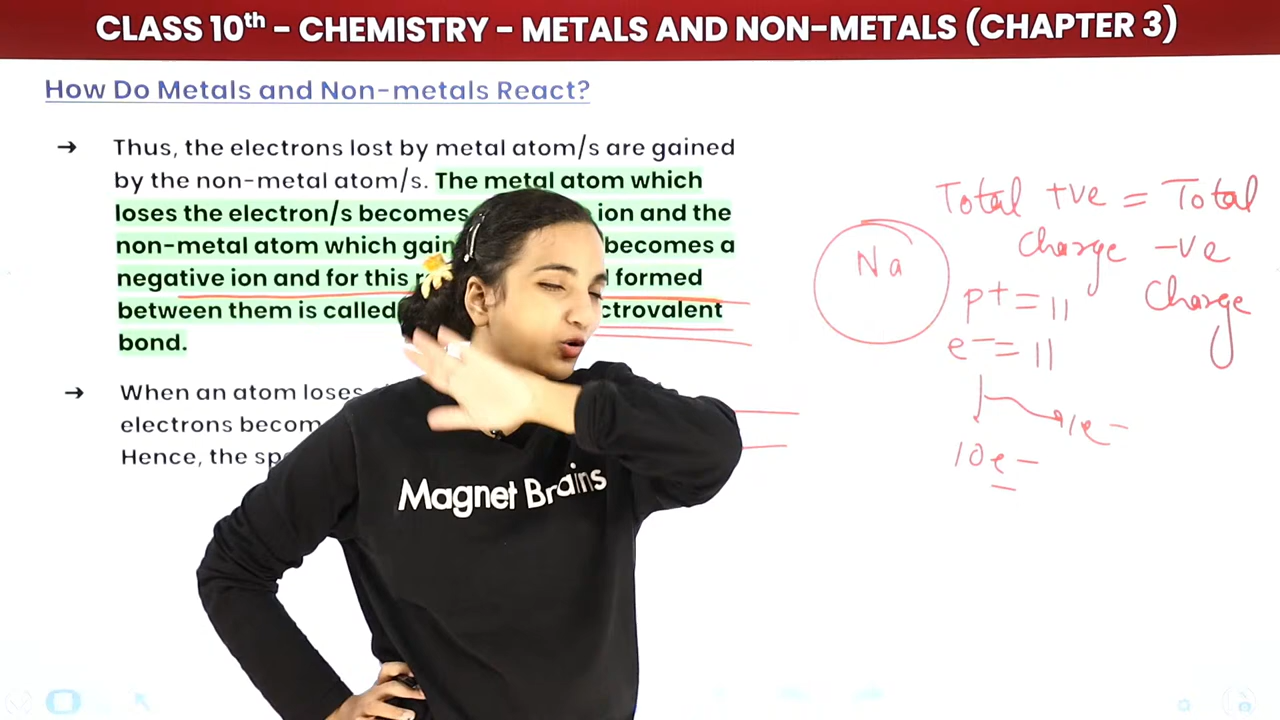 CLASS 10th - CHEMISTRY - METALS AND NON-METALS (CHAPTER 3)
How Do Metals and Non-metals React?
→ Thus, the electrons lost by metal atom/s are gained
by the non-metal atom/s. The metal atom which
loses the electron/s becomes ion and the
non-metal atom which becomes a
negative ion and for this formed
between them is called
bond.
→ When an atom loses
electrons
Hence, the
Magnet Brains
Na
Total +ve = Total
charge -ve
charge
p+ = 11
e- = 11
1e-
10e-